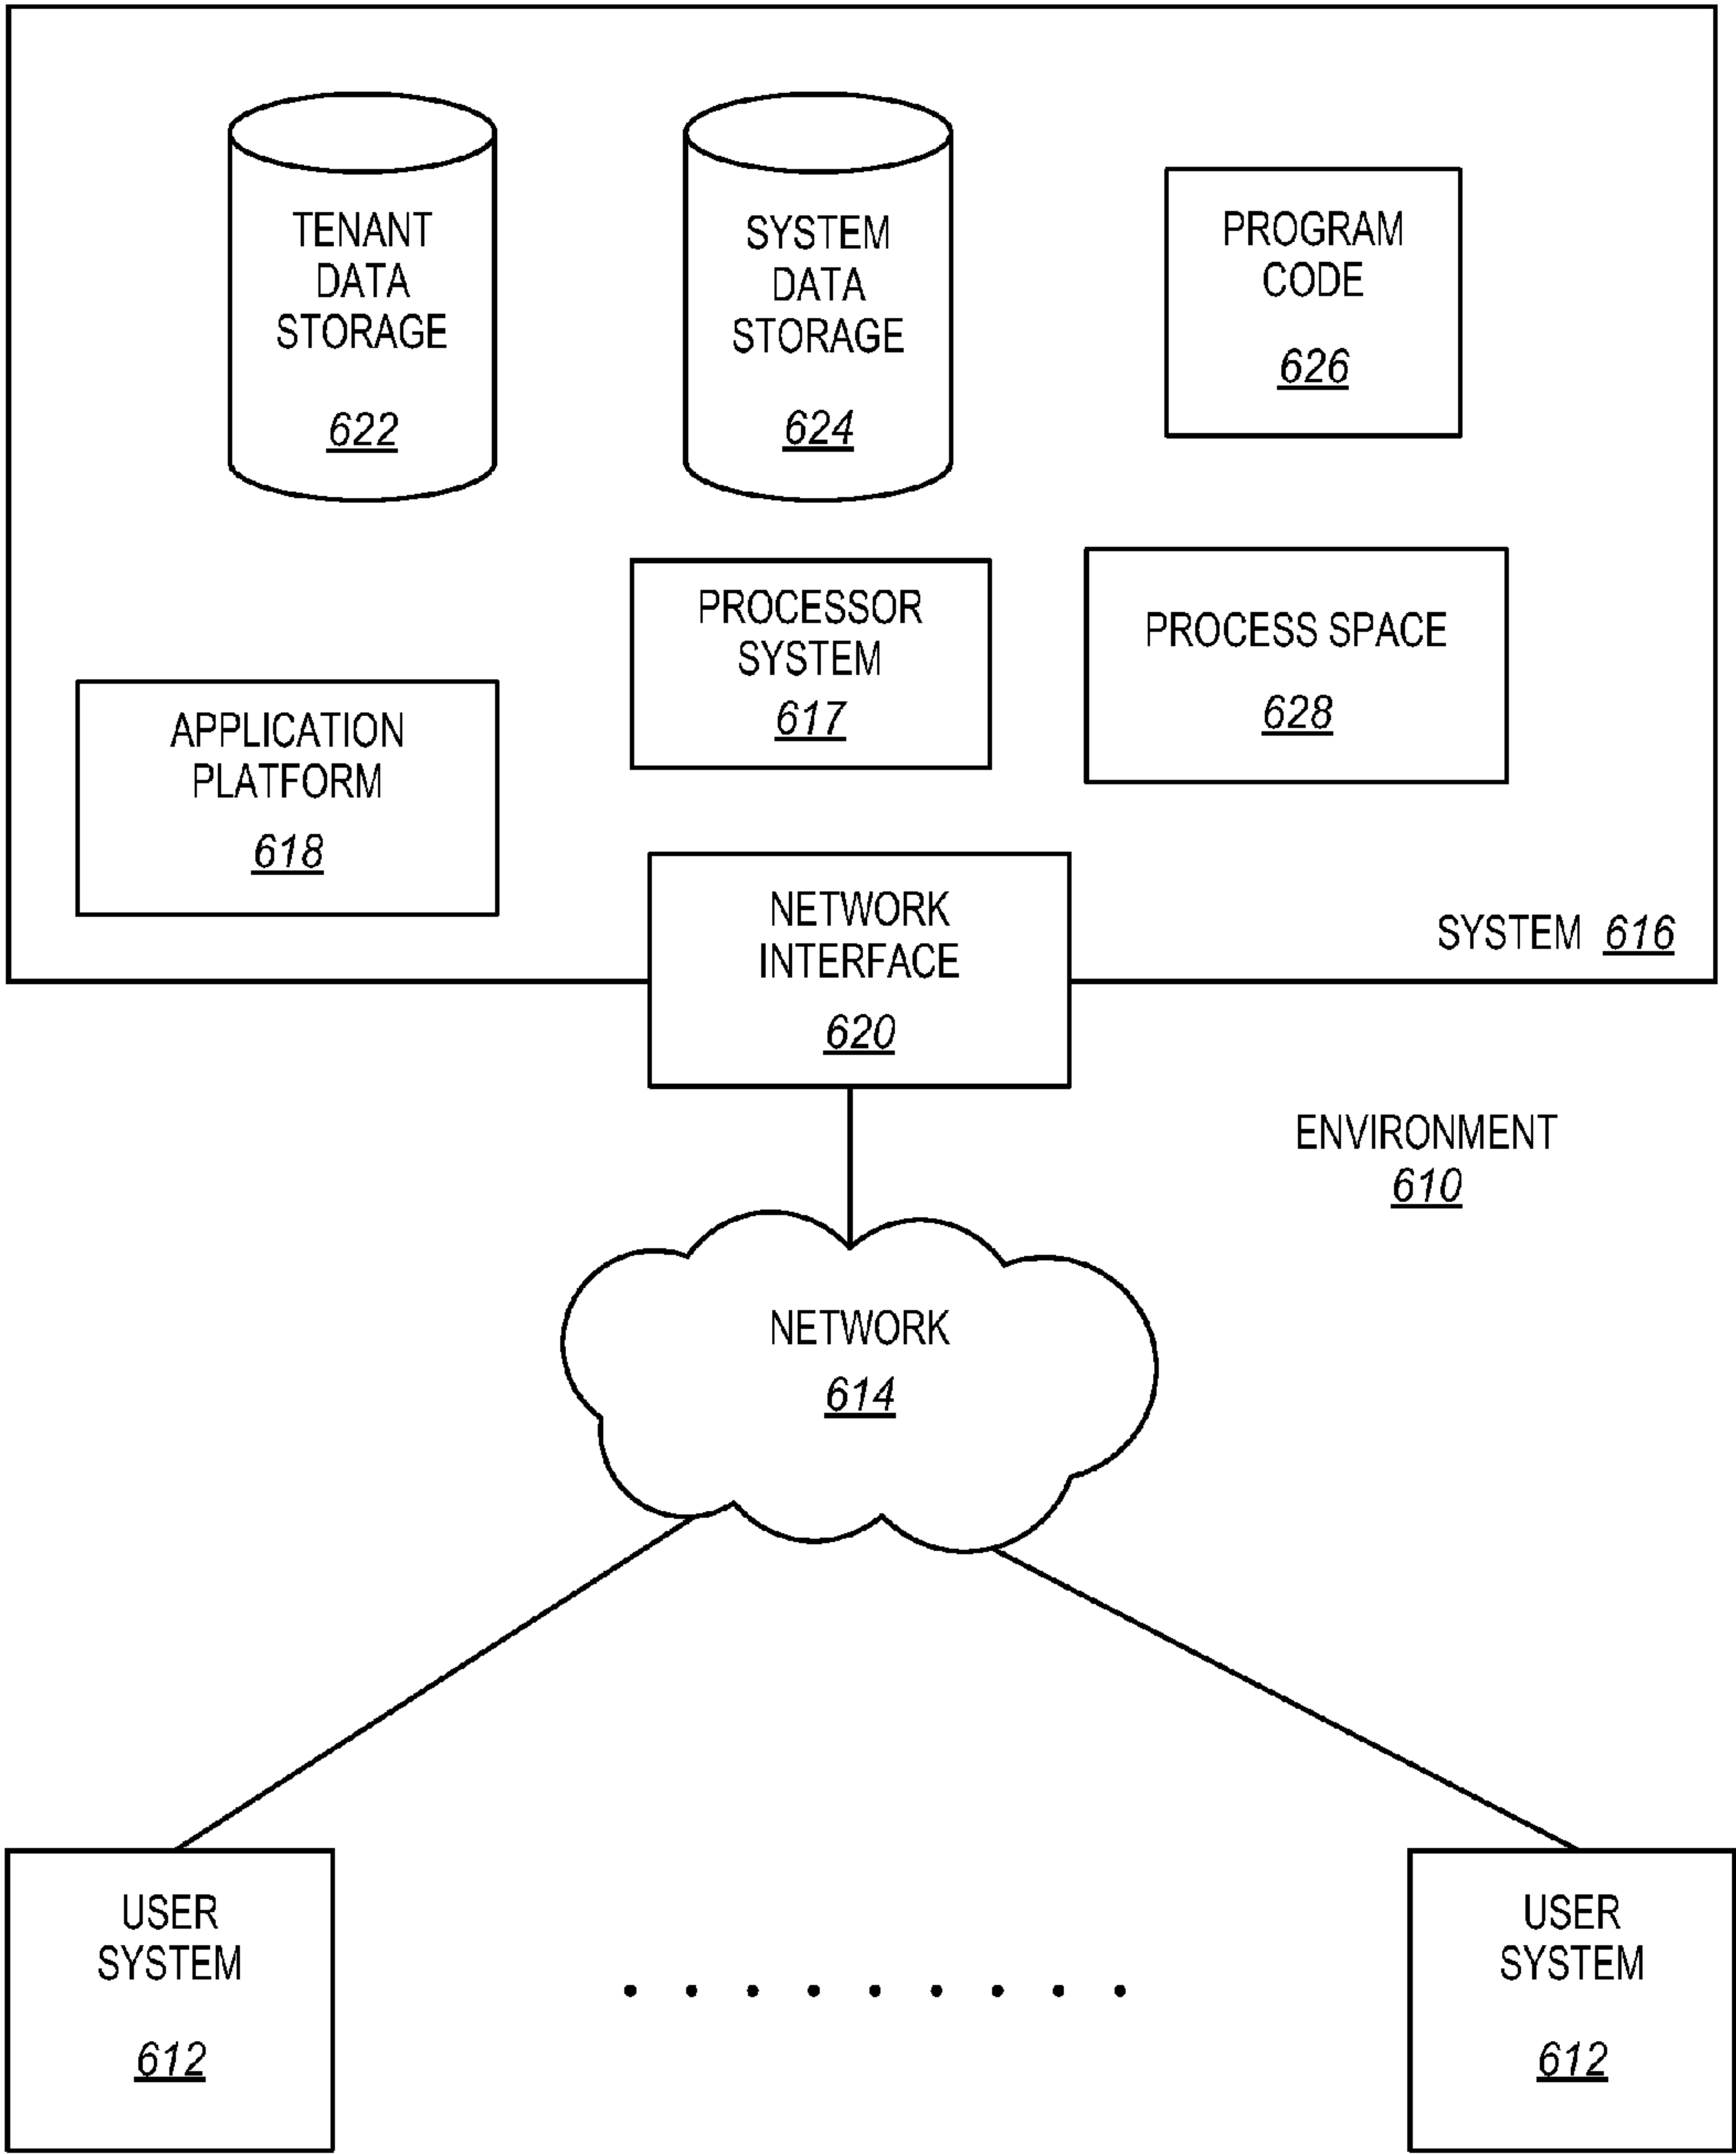 TENANT
DATA
STORAGE
622
SYSTEM
DATA
STORAGE
624
PROGRAM
CODE
626
PROCESSOR
SYSTEM
617
PROCESS SPACE
628
APPLICATION
PLATFORM
618
NETWORK
INTERFACE
620
SYSTEM 616
ENVIRONMENT
610
NETWORK
614
USER
SYSTEM
612
USER
SYSTEM
612